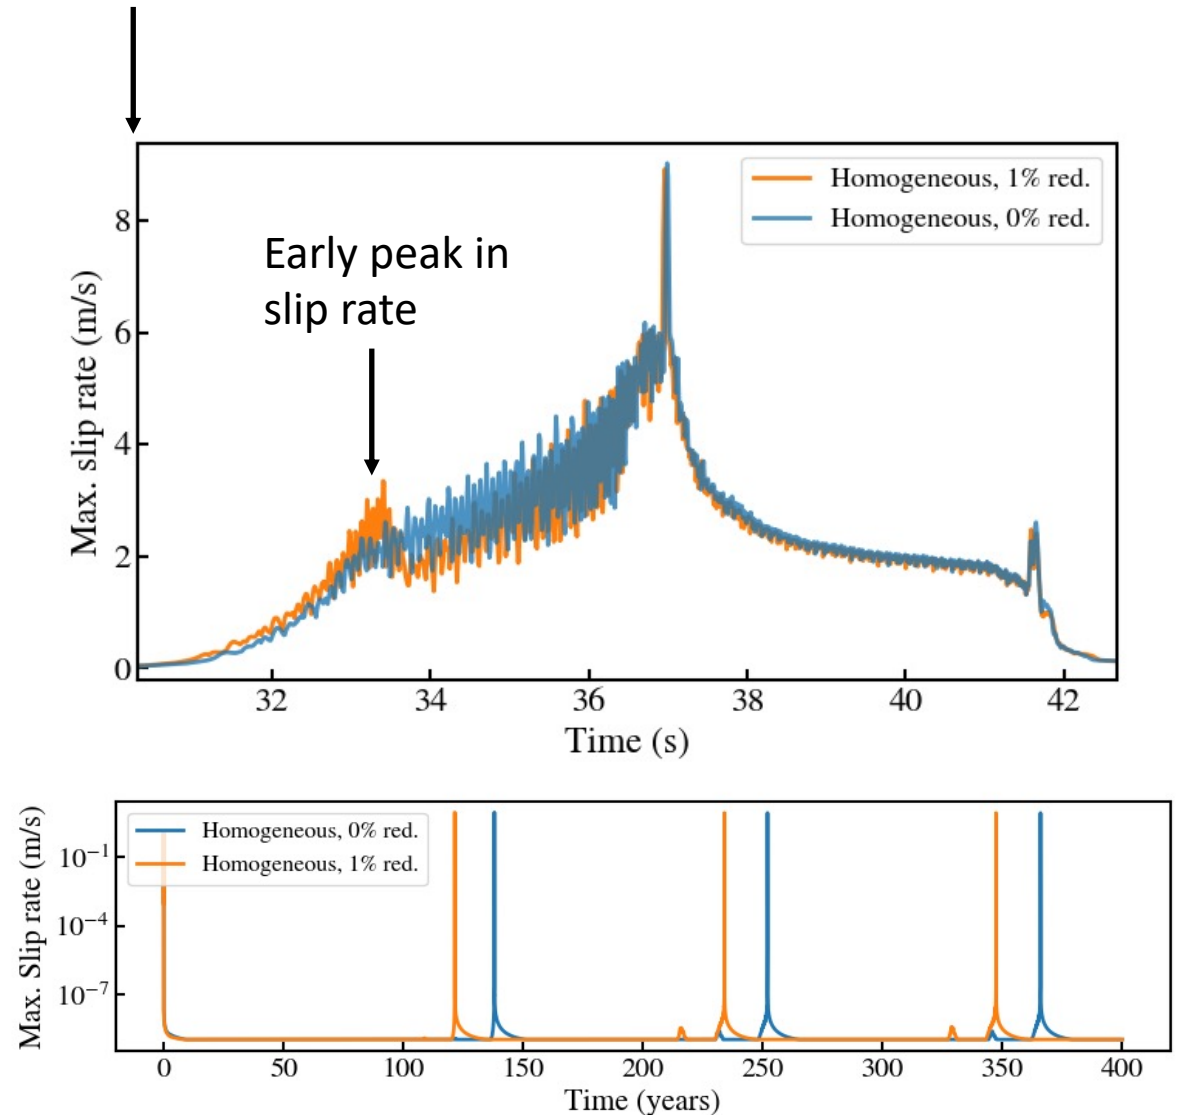 Homogeneous, 1% red.
Homogeneous, 0% red.
Early peak in
slip rate
Max. slip rate (m/s)
8
6
4
2
0
32 34 36 38 40 42
Time (s)
Homogeneous, 0% red.
Homogeneous, 1% red.
Max. Slip rate (m/s)
10⁻¹
10⁻⁴
10⁻⁷
0 50 100 150 200 250 300 350 400
Time (years)